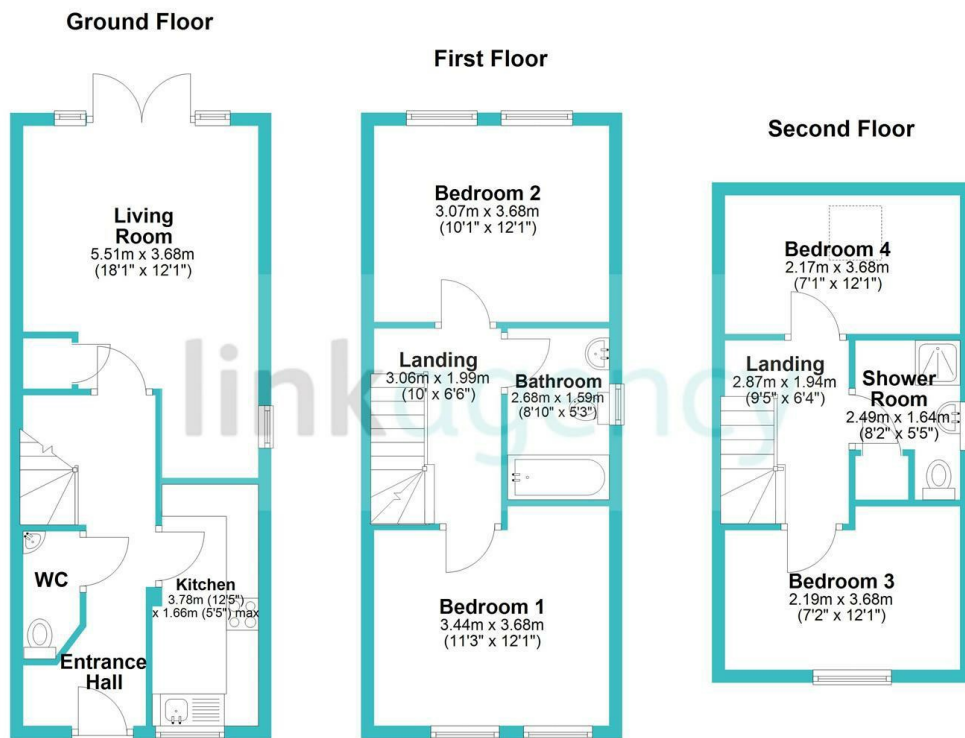 Ground Floor
First Floor
Second Floor
Living
Room
5.51m x 3.68m
(18'1" x 12'1")
WC
Kitchen
3.78m (12'5")
x 1.66m (5'5") max
Entrance
Hall
Bedroom 2
3.07m x 3.68m
(10'1" x 12'1")
Landing
3.06m x 1.99m
(10' x 6'6")
Bathroom
2.68m x 1.59m
(8'10" x 5'3")
Bedroom 1
3.44m x 3.68m
(11'3" x 12'1")
Bedroom 4
2.17m x 3.68m
(7'1" x 12'1")
Landing
2.87m x 1.94m
(9'5" x 6'4")
Shower
Room
2.49m x 1.64m
(8'2" x 5'5")
Bedroom 3
2.19m x 3.68m
(7'2" x 12'1")
linkagency